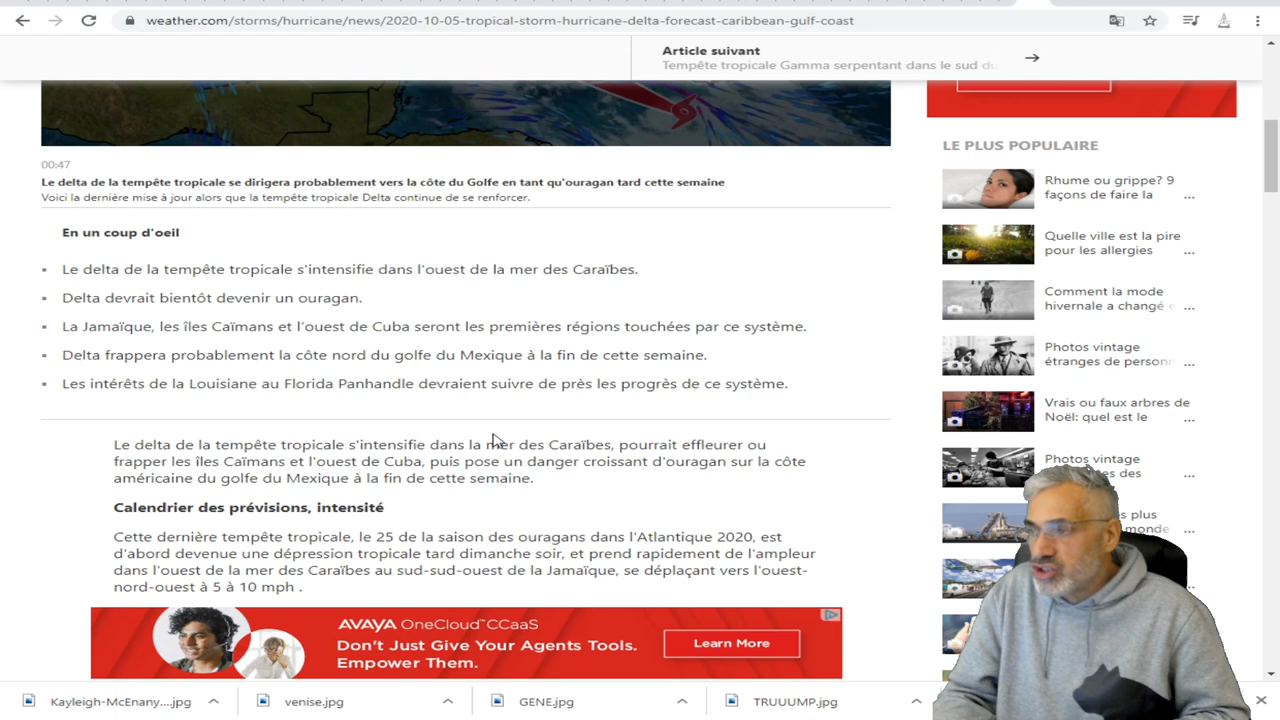 weather.com/storms/hurricane/news/2020-10-05-tropical-storm-hurricane-delta-forecast-caribbean-gulf-coast
Article suivant
Tempête tropicale Gamma serpentant dans le sud
00:47
Le delta de la tempête tropicale se dirigera probablement vers la côte du Golfe en tant qu'ouragan tard cette semaine
Voici la dernière mise à jour alors que la tempête tropicale Delta continue de se renforcer.
En un coup d'oeil
▪ Le delta de la tempête tropicale s'intensifie dans l'ouest de la mer des Caraïbes.
▪ Delta devrait bientôt devenir un ouragan.
▪ La Jamaïque, les îles Caïmans et l'ouest de Cuba seront les premières régions touchées par ce système.
▪ Delta frappera probablement la côte nord du golfe du Mexique à la fin de cette semaine.
▪ Les intérêts de la Louisiane au Florida Panhandle devraient suivre de près les progrès de ce système.
Le delta de la tempête tropicale s'intensifie dans la mer des Caraïbes, pourrait effleurer ou
frapper les îles Caïmans et l'ouest de Cuba, puis pose un danger croissant d'ouragan sur la côte
américaine du golfe du Mexique à la fin de cette semaine.
Calendrier des prévisions, intensité
Cette dernière tempête tropicale, le 25 de la saison des ouragans dans l'Atlantique 2020, est
d'abord devenue une dépression tropicale tard dimanche soir, et prend rapidement de l'ampleur
dans l'ouest de la mer des Caraïbes au sud-sud-ouest de la Jamaïque, se déplaçant vers l'ouest-
nord-ouest à 5 à 10 mph .
AVAYA OneCloud™CCaaS
Don't Just Give Your Agents Tools.
Empower Them.
Learn More
LE PLUS POPULAIRE
Rhume ou grippe? 9
façons de faire la ...
Quelle ville est la pire
pour les allergies ...
Comment la mode
hivernale a changé ...
Photos vintage
étranges de ...
Vrais ou faux arbres de
Noël: quel est le ...
Photos vintage
des ...
plus
monde ...
Kayleigh-McEnany....jpg
venise.jpg
GENE.jpg
TRUUUMP.jpg